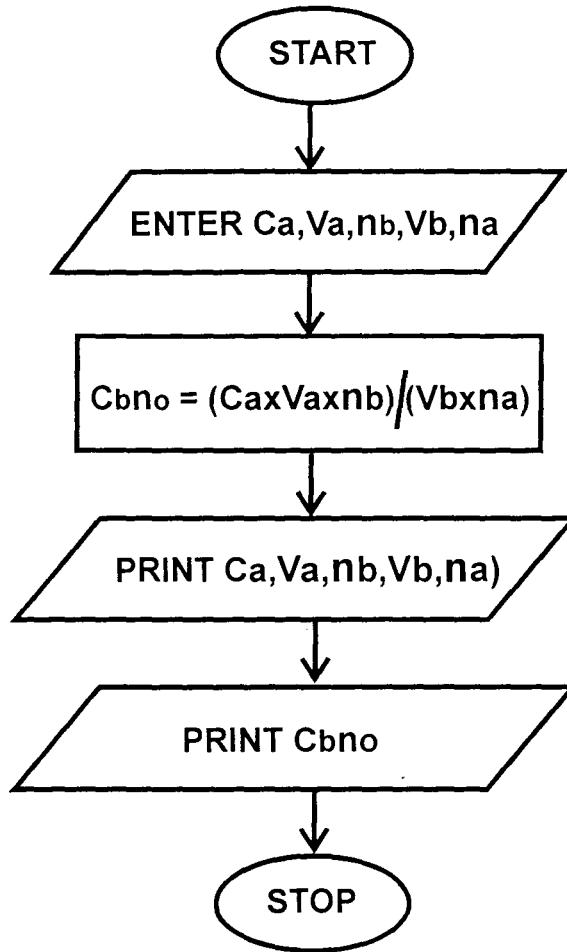 START
ENTER Ca,Va,nb,Vb,na
Cbno = (CaxVaxnb)/(Vbxna)
PRINT Ca,Va,nb,Vb,na)
PRINT Cbno
STOP